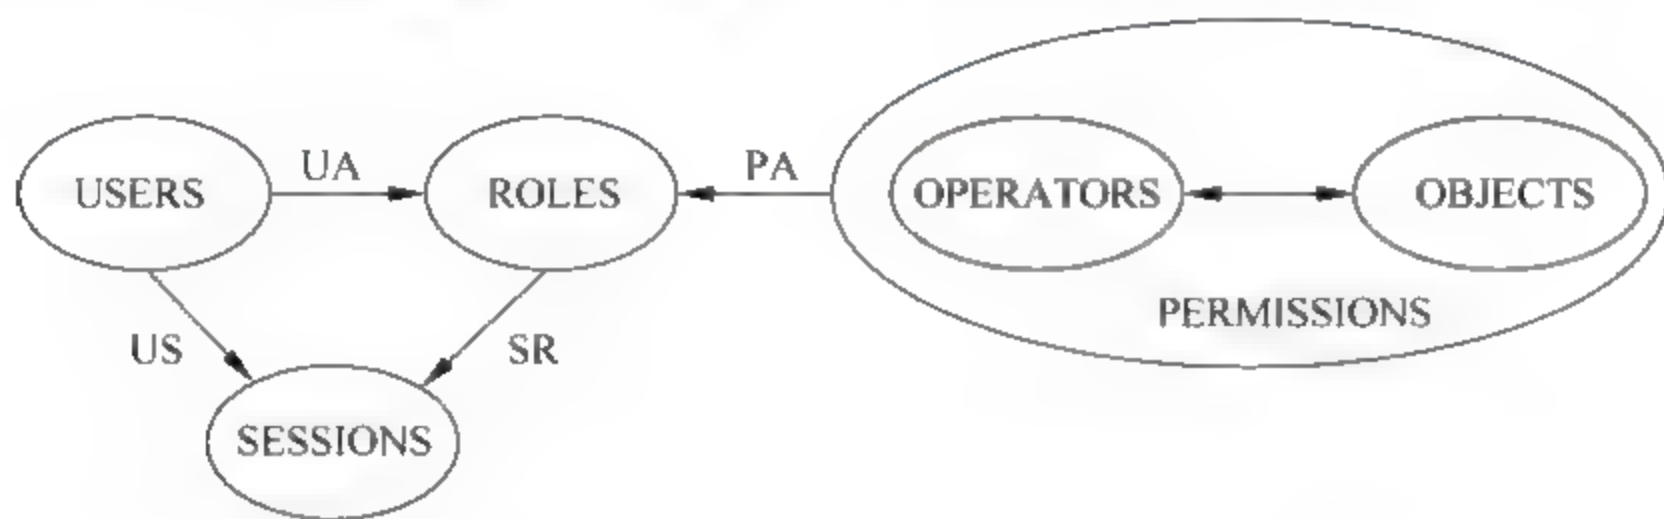 USERS
UA
ROLES
PA
OPERATORS
OBJECTS
PERMISSIONS
US
SR
SESSIONS